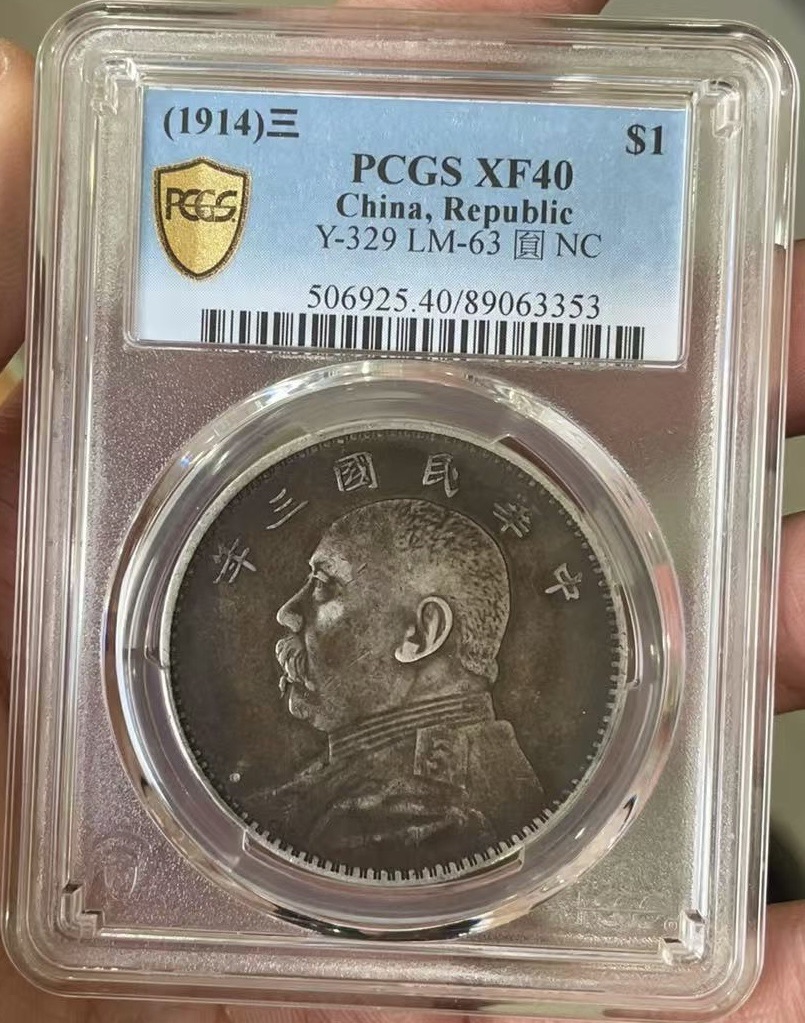 (1914)三 $1
PCGS
PCGS XF40
China, Republic
Y-329 LM-63 圎 NC
506925.40/89063353
中華民國三年